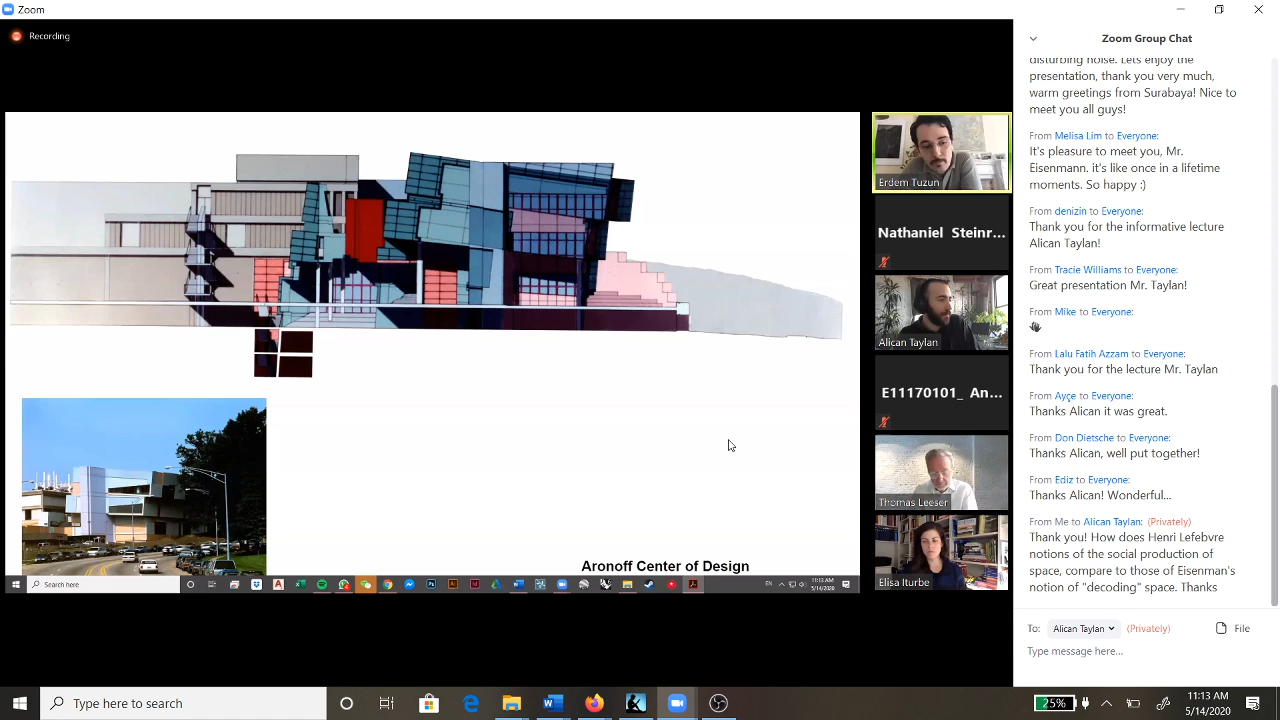 Zoom
Recording
Zoom Group Chat
disturbing noise. Lets enjoy the
presentation, thank you very much,
warm greetings from Surabaya! Nice to
meet you all guys!
From Melisa Lim to Everyone:
It's pleasure to meet you, Mr.
Eisenmann. it's like once in a lifetime
moments. So happy :)
From denizin to Everyone:
Thank you for the informative lecture
Alican Taylan!
From Tracie Williams to Everyone:
Great presentation Mr. Taylan!
From Mike to Everyone:
From Lalu Fatih Azzam to Everyone:
Thank you for the lecture Mr. Taylan
From Ayçe to Everyone:
Thanks Alican it was great.
From Don Dietsche to Everyone:
Thanks Alican, well put together!
From Ediz to Everyone:
Thanks Alican! Wonderful...
From Me to Alican Taylan: (Privately)
Thank you! How does Henri Lefebvre
notions of the social production of
space, compare to those of Eisenman's
notion of "decoding" space. Thanks
To: Alican Taylan (Privately) File
Type message here...
Erdem Tuzun
Nathaniel Steinr...
Alican Taylan
E11170101_ An...
Thomas Leeser
Elisa Iturbe
Aronoff Center of Design
Search here
EN
11:13 AM
5/14/2020
Type here to search
25%
11:13 AM
5/14/2020